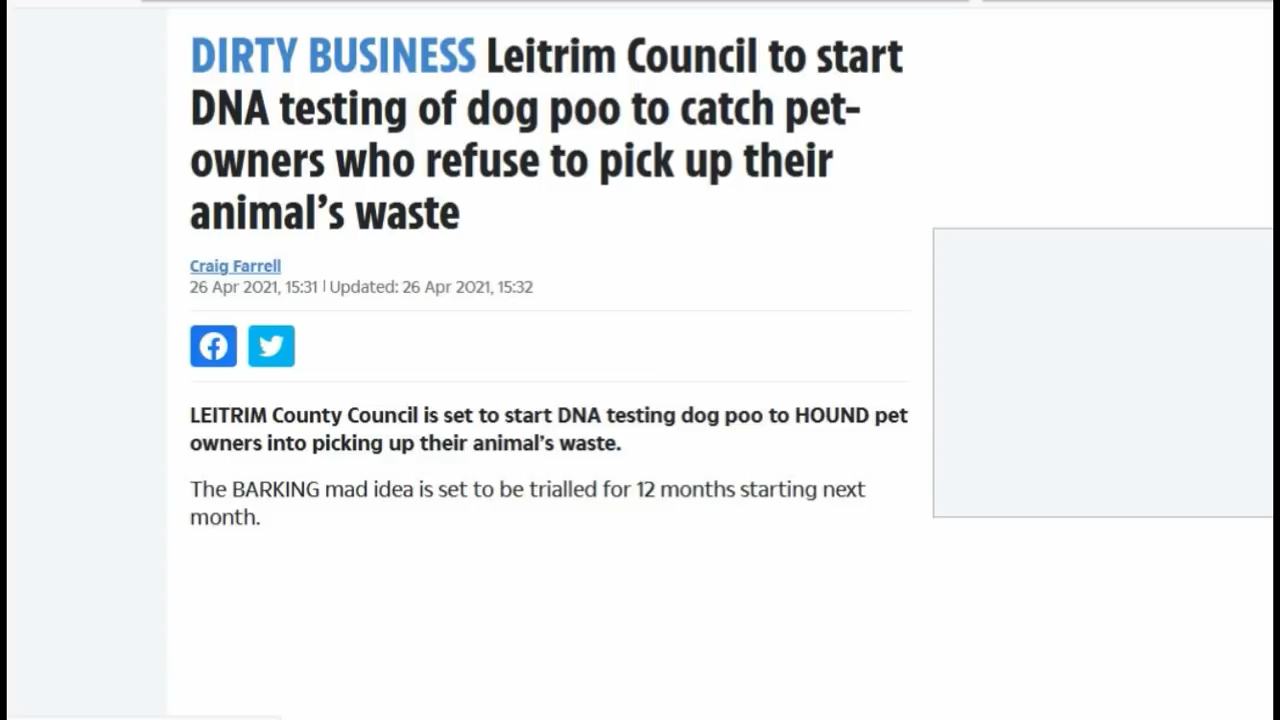 DIRTY BUSINESS Leitrim Council to start
DNA testing of dog poo to catch pet-
owners who refuse to pick up their
animal’s waste
Craig Farrell
26 Apr 2021, 15:31 | Updated: 26 Apr 2021, 15:32
LEITRIM County Council is set to start DNA testing dog poo to HOUND pet
owners into picking up their animal’s waste.
The BARKING mad idea is set to be trialled for 12 months starting next
month.